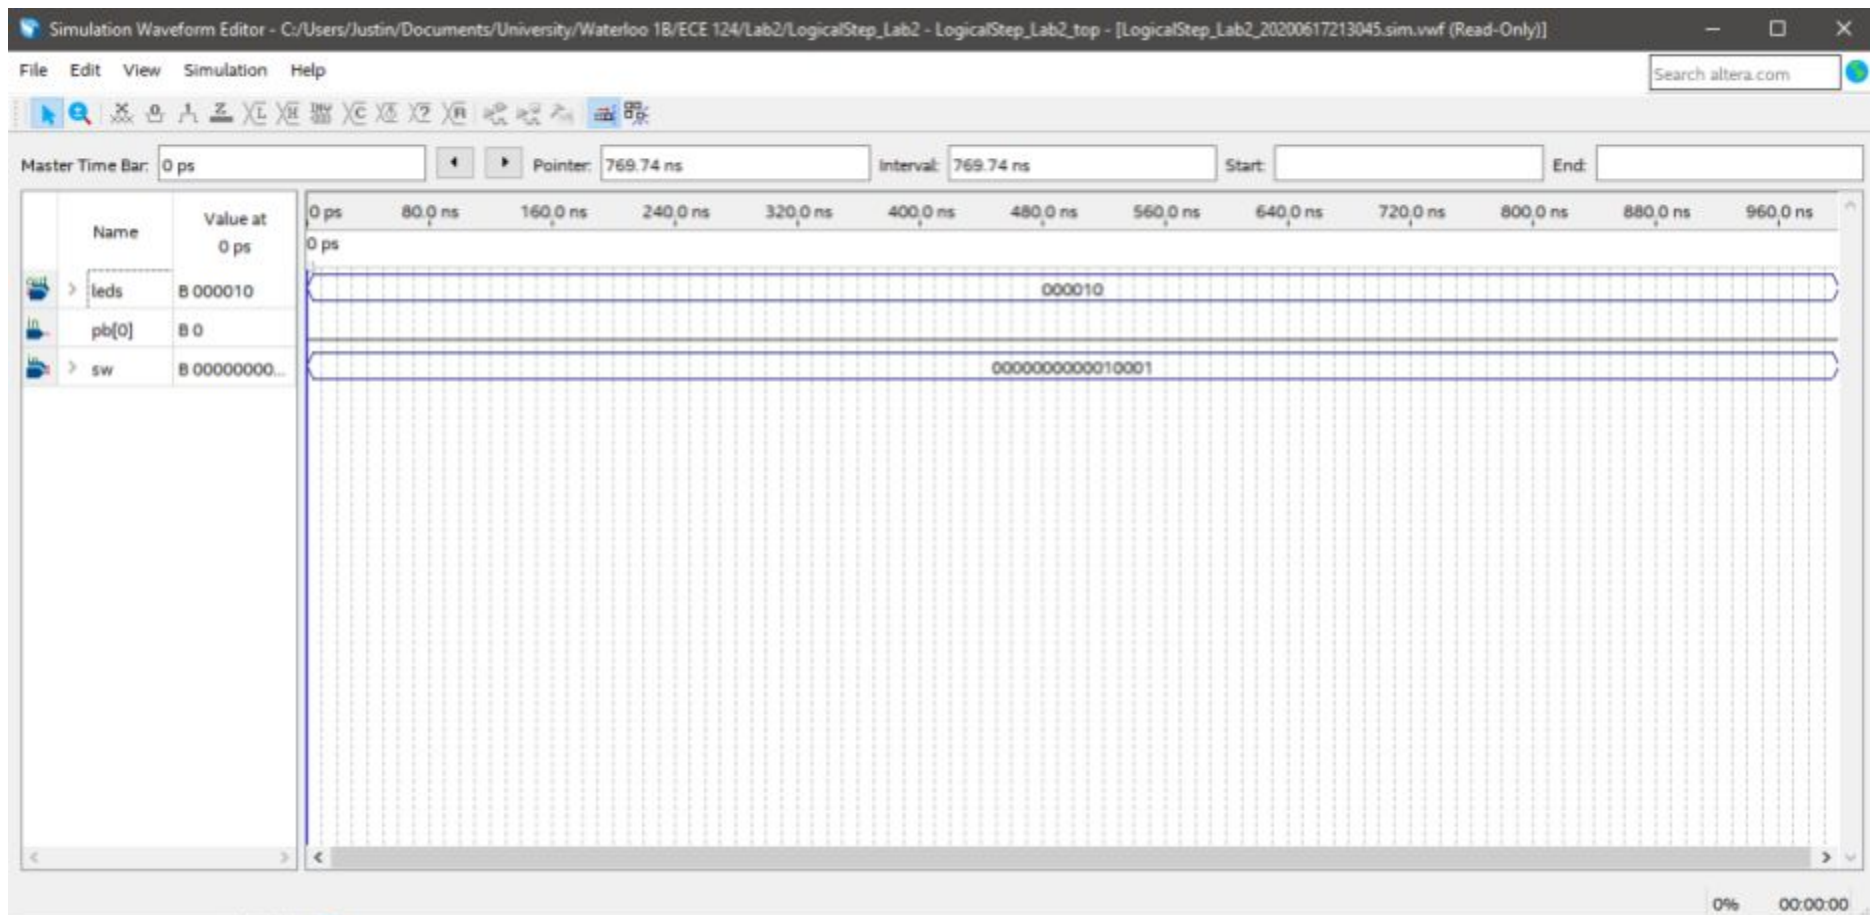 Simulation Waveform Editor - C:/Users/Justin/Documents/University/Waterloo 1B/ECE 124/Lab2/LogicalStep_Lab2 - LogicalStep_Lab2_top - [LogicalStep_Lab2_20200617213045.sim.vwf (Read-Only)]
File Edit View Simulation Help
Search altera.com
Master Time Bar: 0 ps Pointer: 769.74 ns Interval: 769.74 ns Start: End:
Name Value at 0 ps
0 ps 80.0 ns 160.0 ns 240.0 ns 320.0 ns 400.0 ns 480.0 ns 560.0 ns 640.0 ns 720.0 ns 800.0 ns 880.0 ns 960.0 ns
0 ps
leds B 000010 000010
pb[0] B 0
sw B 00000000... 0000000000010001
0% 00:00:00